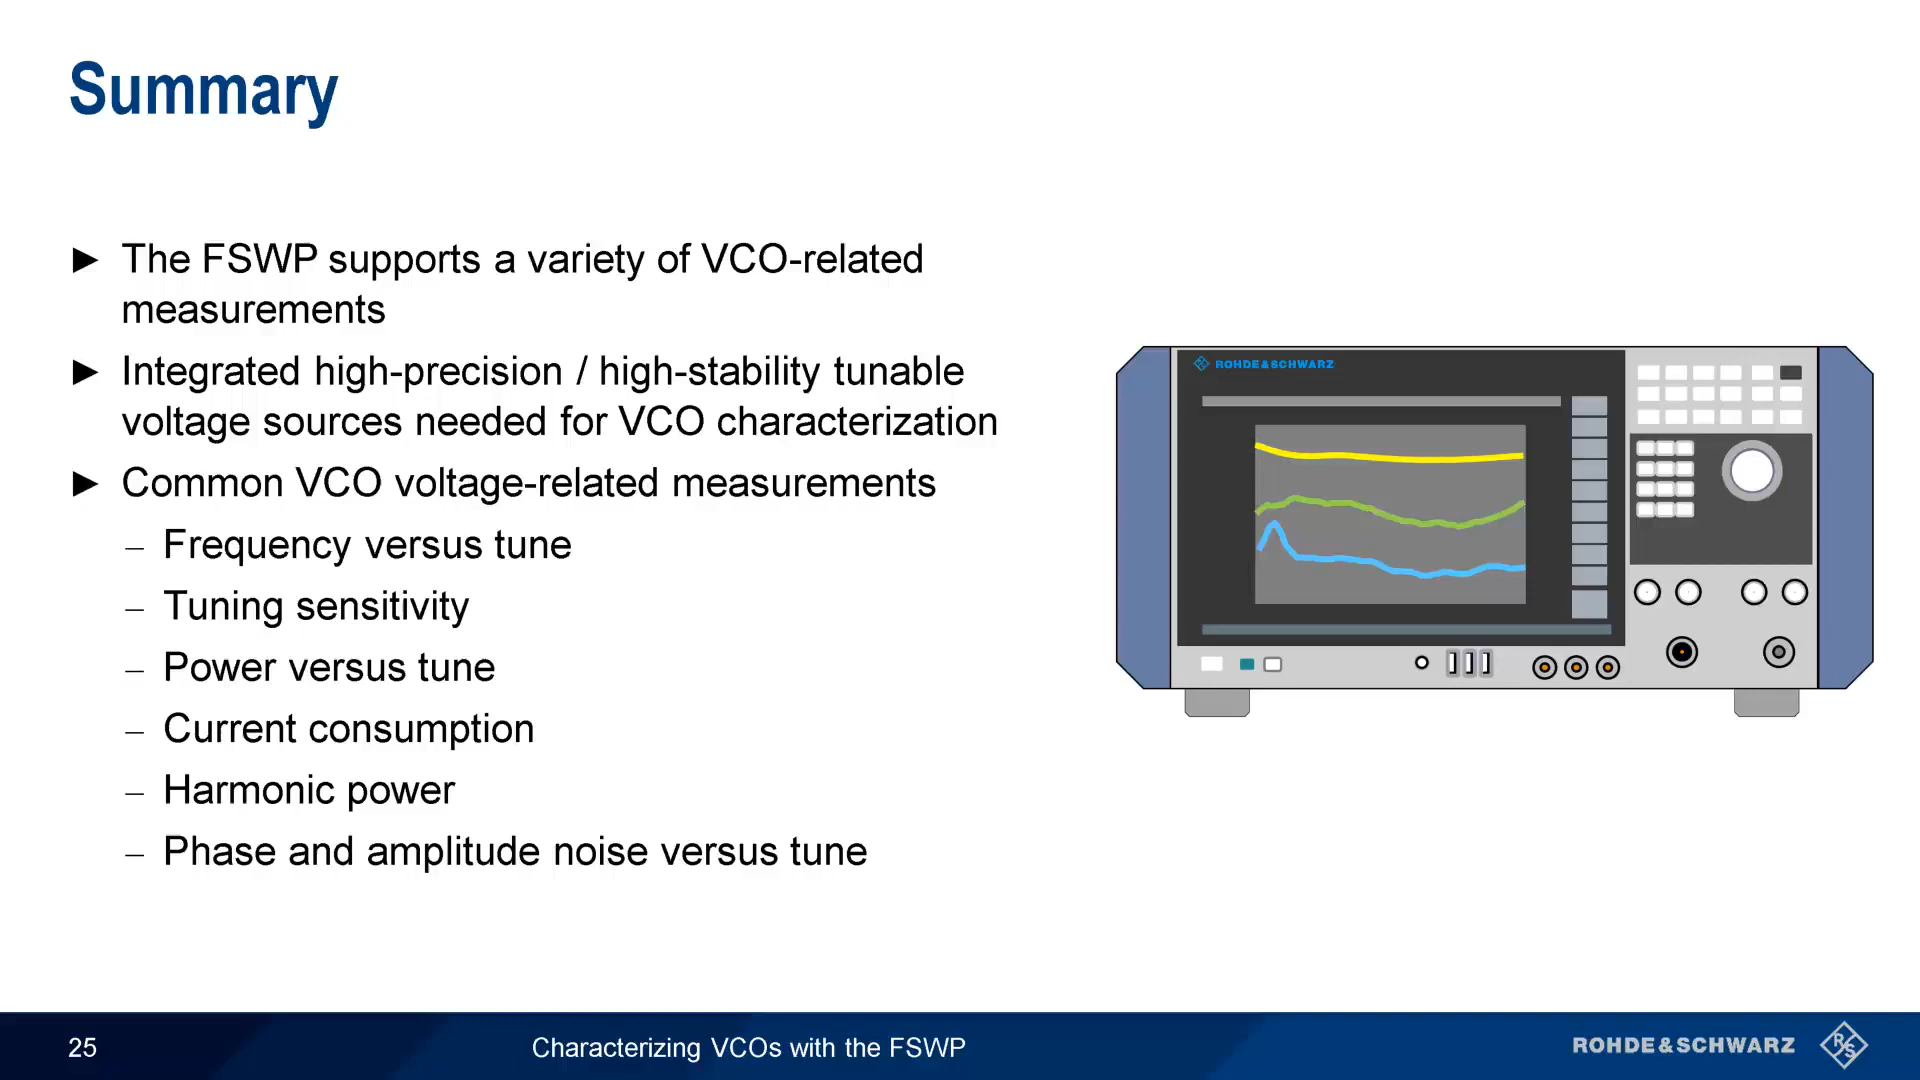 Summary
► The FSWP supports a variety of VCO-related
measurements
► Integrated high-precision / high-stability tunable
voltage sources needed for VCO characterization
► Common VCO voltage-related measurements
– Frequency versus tune
– Tuning sensitivity
– Power versus tune
– Current consumption
– Harmonic power
– Phase and amplitude noise versus tune
ROHDE&SCHWARZ
25
Characterizing VCOs with the FSWP
ROHDE&SCHWARZ
R&S